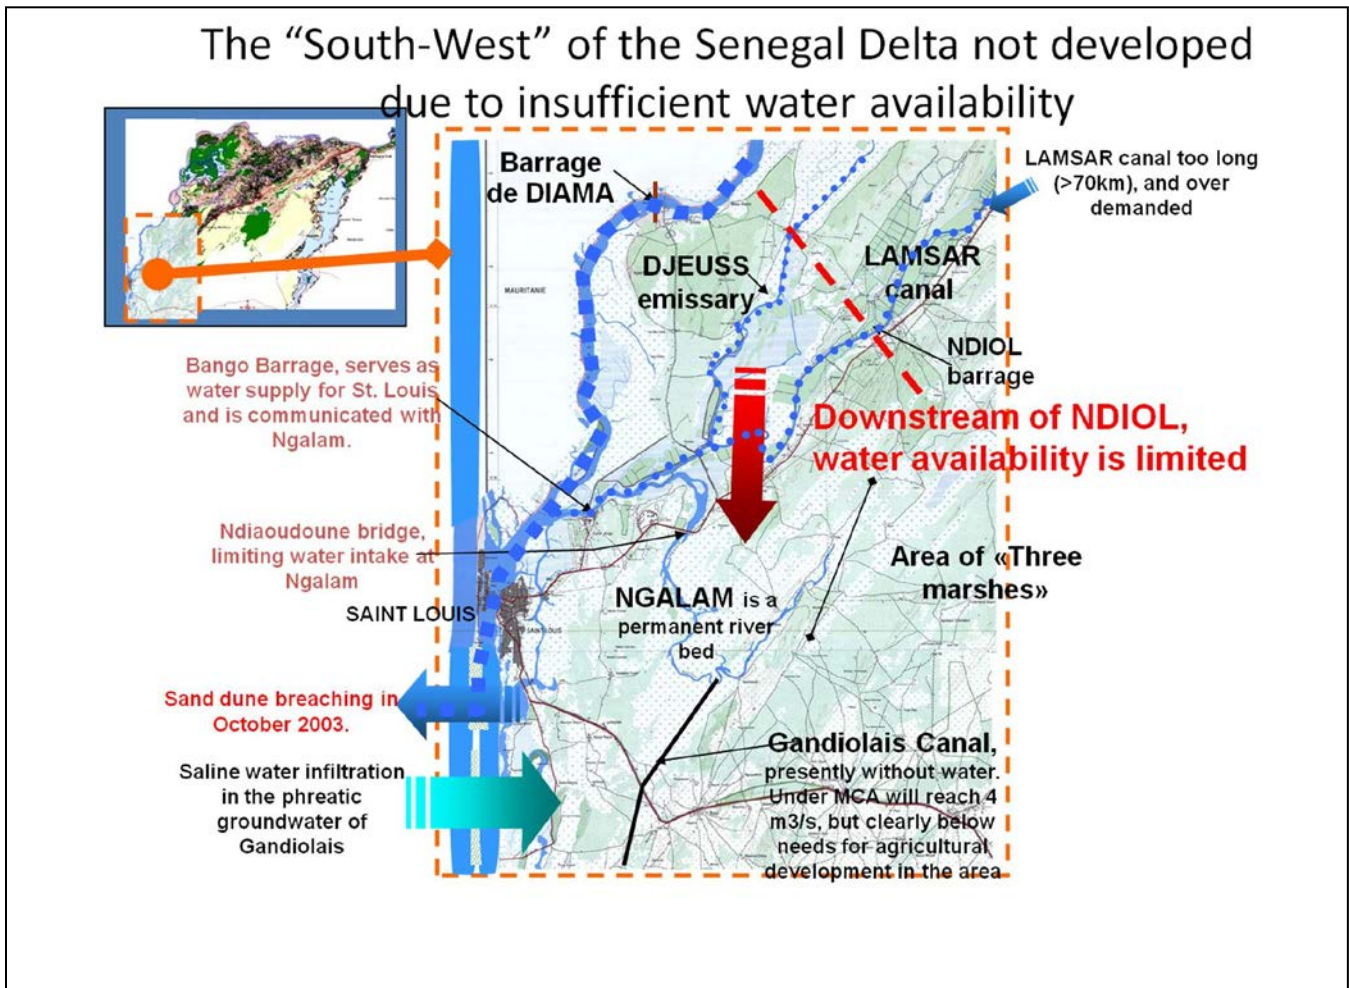 The “South-West” of the Senegal Delta not developed
due to insufficient water availability
Barrage
de DIAMA
LAMSAR canal too long
(>70km), and over
demanded
DJEUSS
emissary
LAMSAR
canal
MAURITANIE
NDIOL
barrage
Bango Barrage, serves as
water supply for St. Louis
and is communicated with
Ngalam.
Downstream of NDIOL,
water availability is limited
Ndiaoudoune bridge,
limiting water intake at
Ngalam
Area of «Three
marshes»
SAINT LOUIS
NGALAM is a
permanent river
bed
SAINT LOUIS
Sand dune breaching in
October 2003.
Saline water infiltration
in the phreatic
groundwater of
Gandiolais
Gandiolais Canal,
presently without water.
Under MCA will reach 4
m3/s, but clearly below
needs for agricultural
development in the area